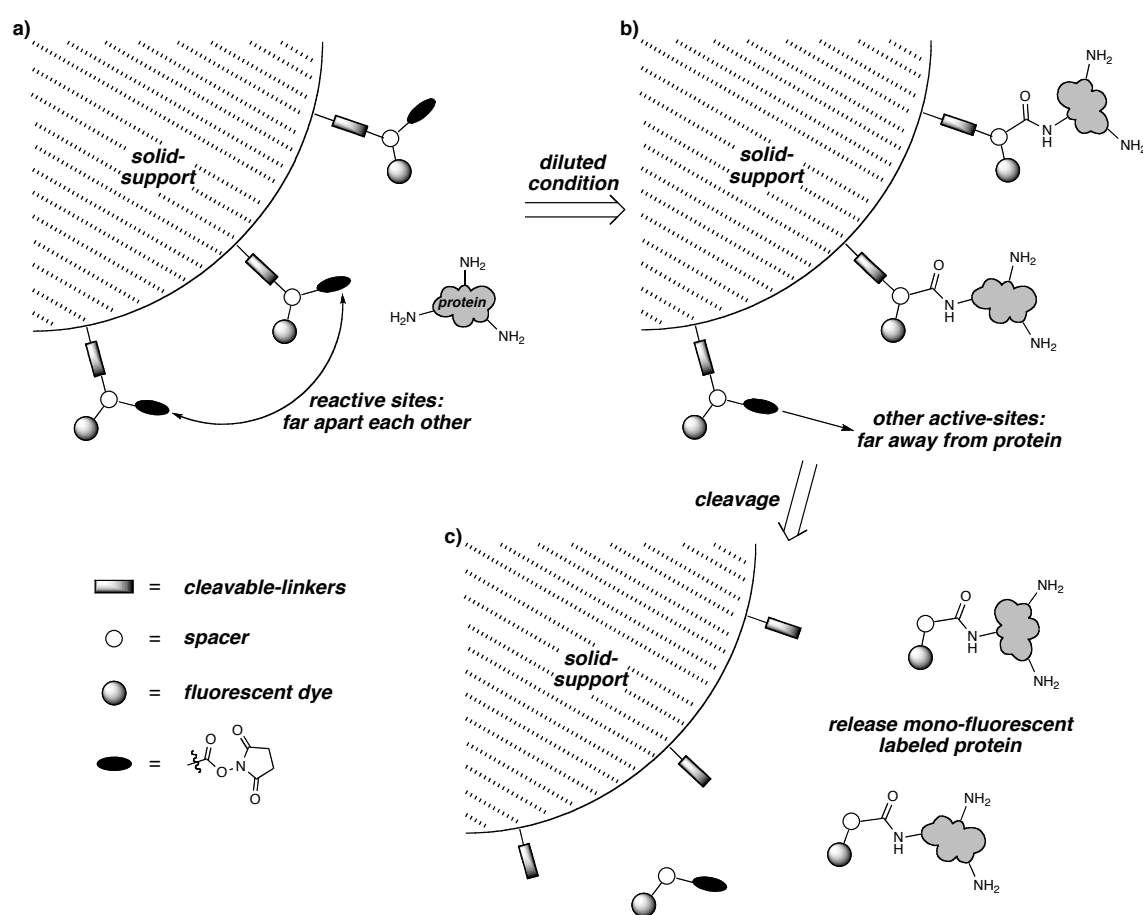 a)
solid-
support
protein
NH2
H2N
NH2
reactive sites:
far apart each other
diluted
condition
b)
solid-
support
O
N
H
NH2
NH2
O
N
H
NH2
NH2
other active-sites:
far away from protein
cleavage
c)
solid-
support
O
N
H
NH2
NH2
release mono-fluorescent
labeled protein
O
N
H
NH2
NH2
= cleavable-linkers
= spacer
= fluorescent dye
=
O
O
O
N
O